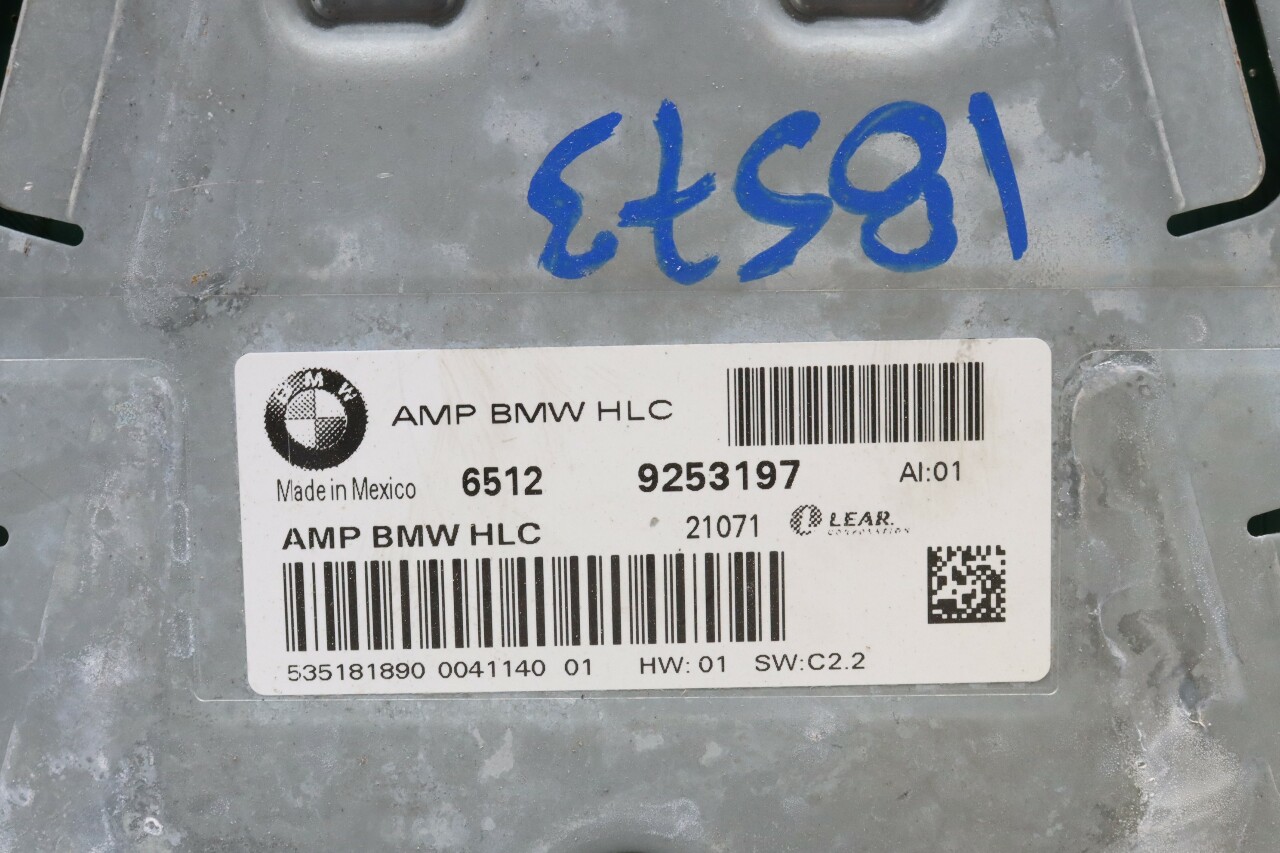 18573
BMW
AMP BMW HLC
Made in Mexico 6512 9253197 AI:01
AMP BMW HLC 21071 LEAR.
CORPORATION
535181890 0041140 01 HW: 01 SW:C2.2